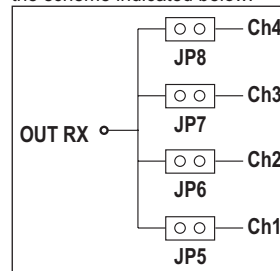 the scheme indicated below.
Ch4
JP8
Ch3
JP7
OUT RX
Ch2
JP6
Ch1
JP5